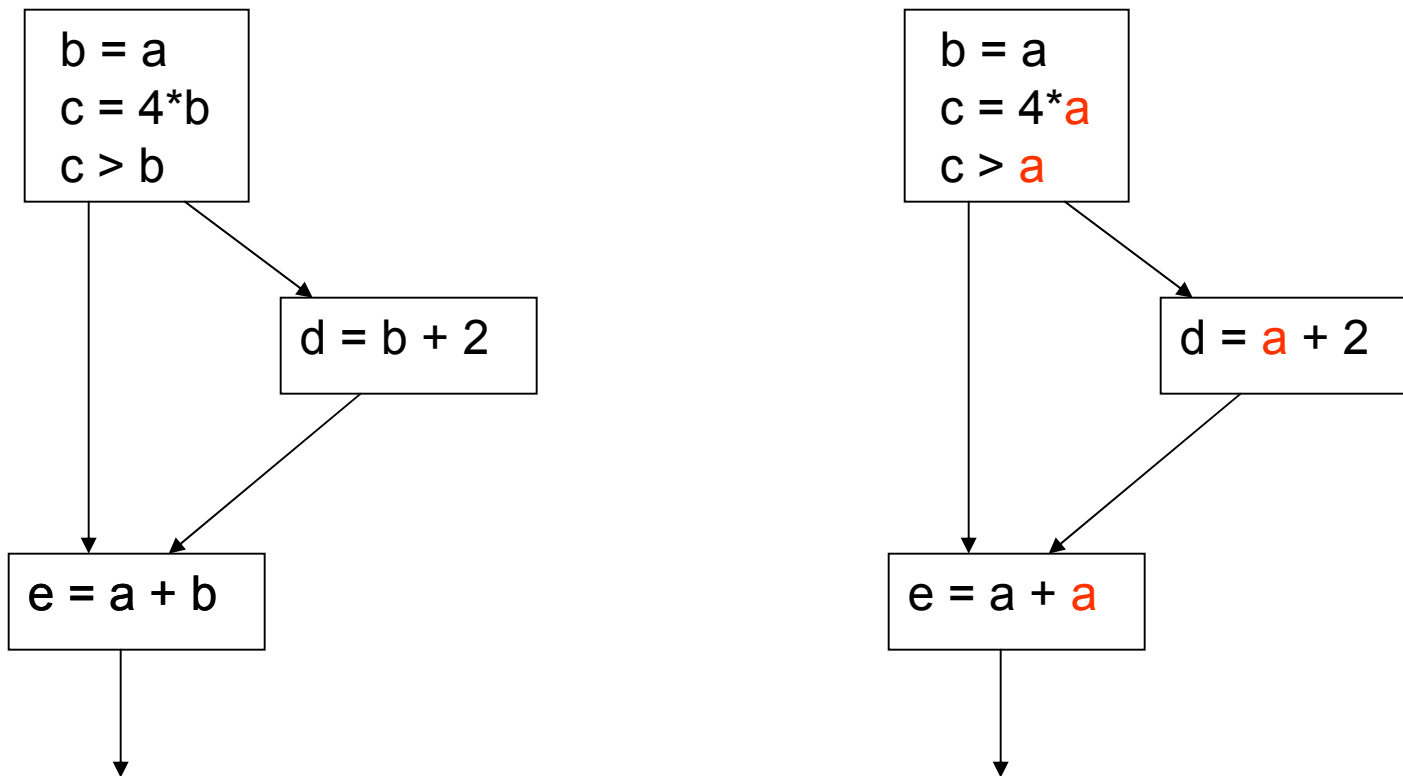 b = a
c = 4*b
c > b
d = b + 2
e = a + b
b = a
c = 4*a
c > a
d = a + 2
e = a + a